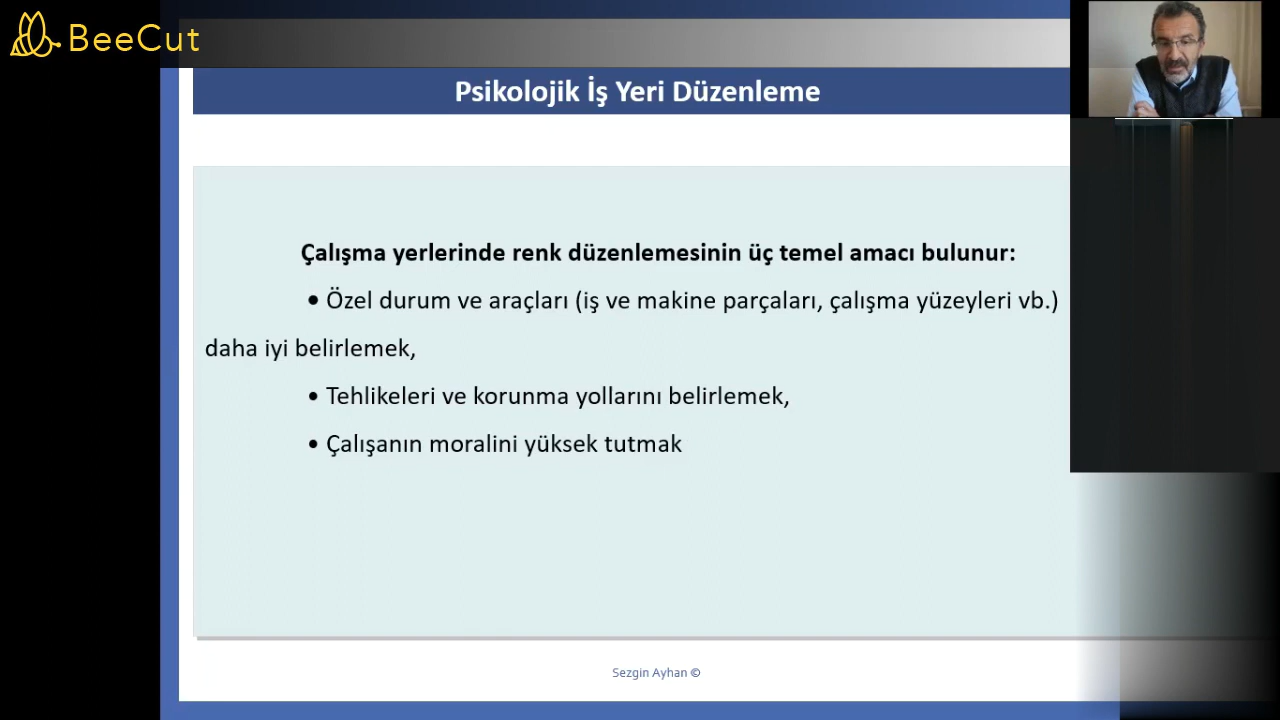 BeeCut
Psikolojik İş Yeri Düzenleme
Çalışma yerlerinde renk düzenlemesinin üç temel amacı bulunur:
• Özel durum ve araçları (iş ve makine parçaları, çalışma yüzeyleri vb.)
daha iyi belirlemek,
• Tehlikeleri ve korunma yollarını belirlemek,
• Çalışanın moralini yüksek tutmak
Sezgin Ayhan ©